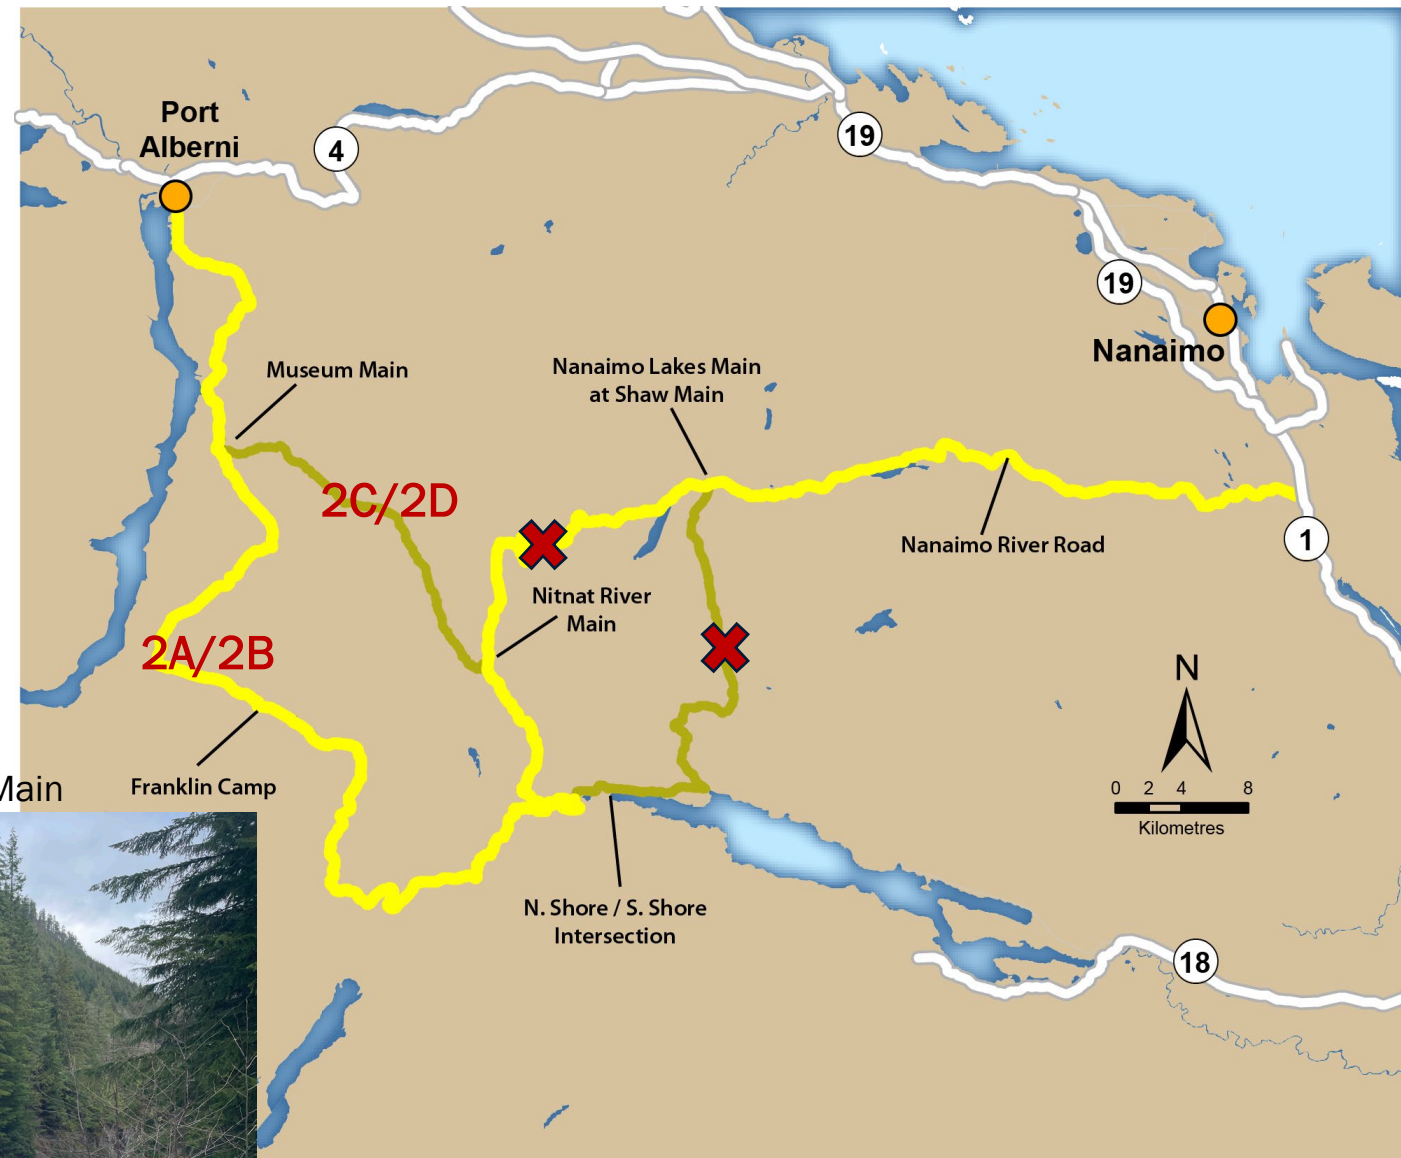 Port
Alberni
4
19
19
Nanaimo
Museum Main
Nanaimo Lakes Main
at Shaw Main
2C/2D
Nanaimo River Road
1
Nitnat River
Main
2A/2B
N
0 2 4 8
Kilometres
Main
Franklin Camp
N. Shore / S. Shore
Intersection
18